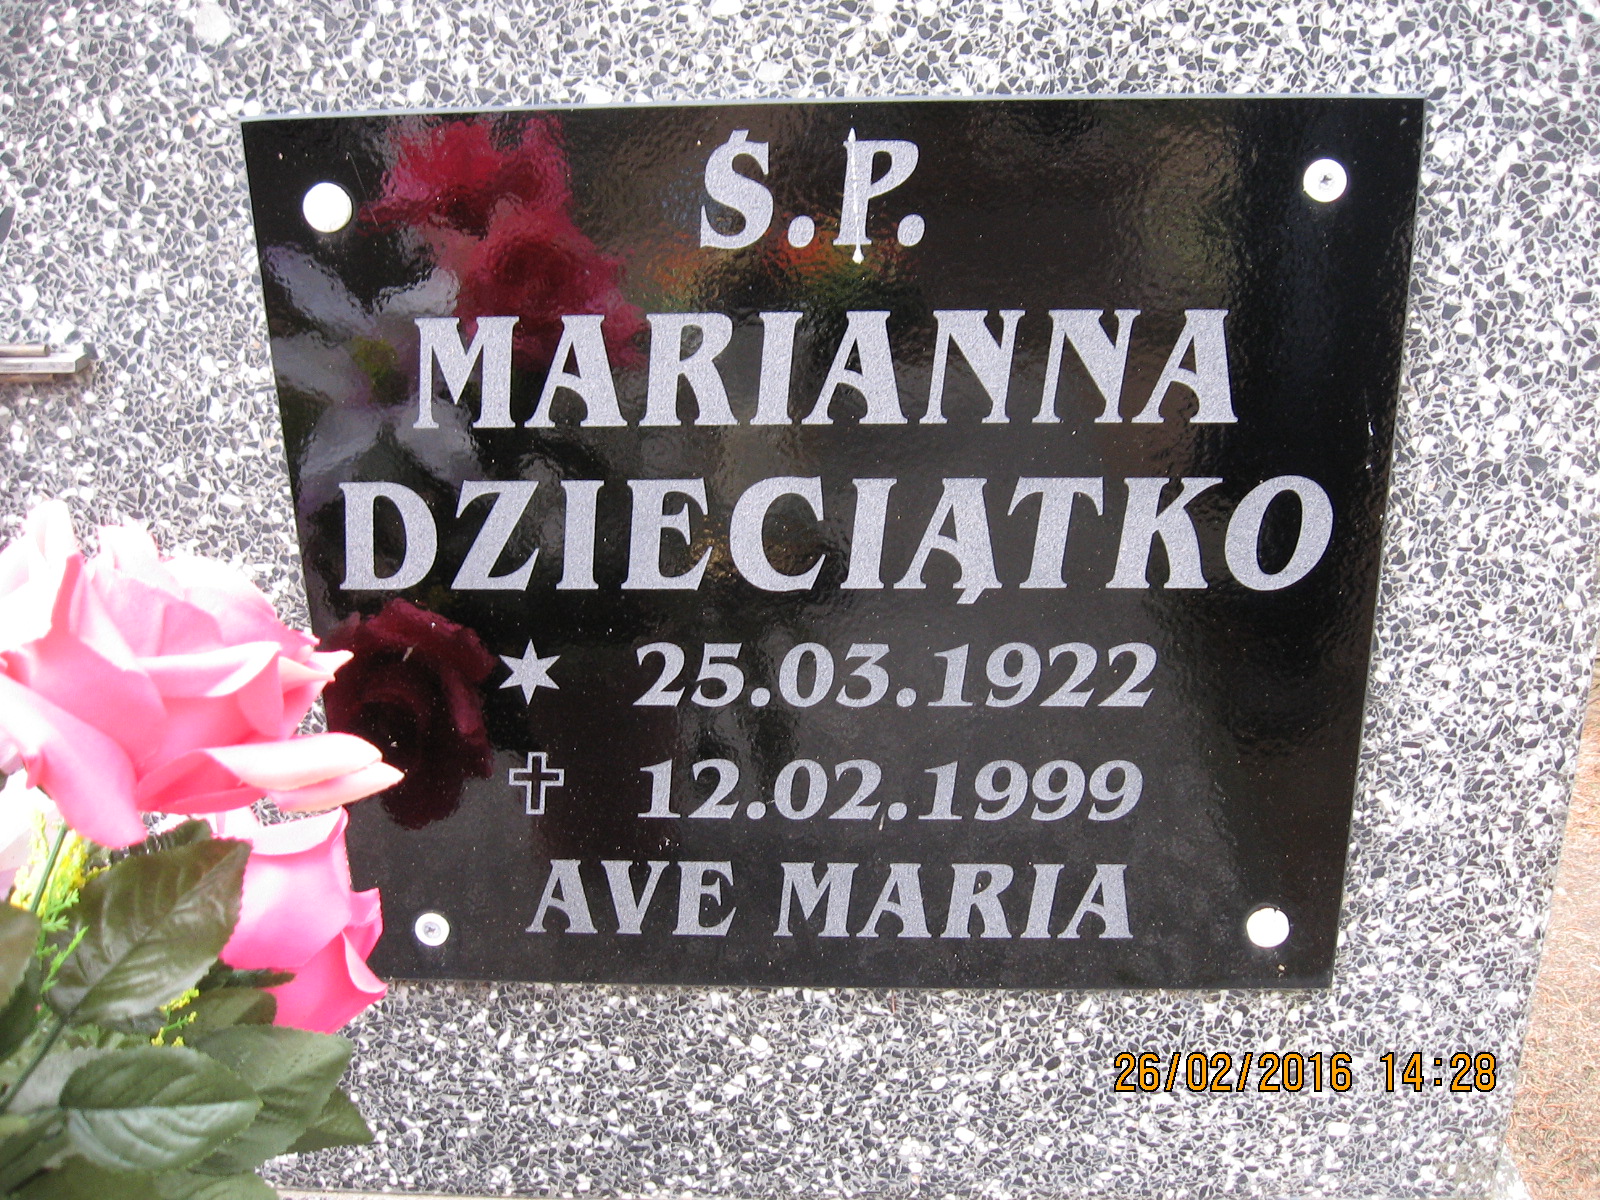 Ś.P.
MARIANNA
DZIECIĄTKO
✶ 25.03.1922
✝ 12.02.1999
AVE MARIA
26/02/2016 14:28